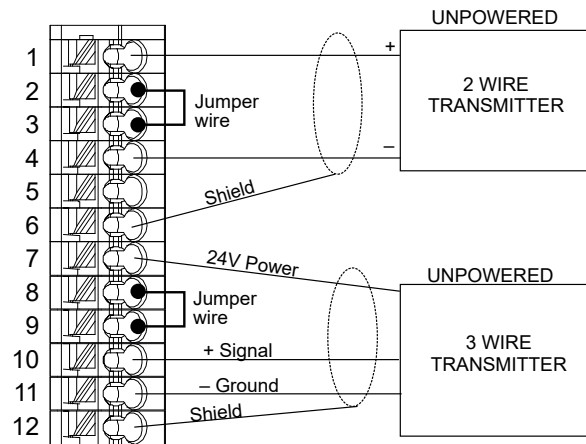 UNPOWERED
1
+
2
3
Jumper
wire
2 WIRE
TRANSMITTER
4
–
5
Shield
6
7
24V Power
UNPOWERED
8
9
Jumper
wire
3 WIRE
TRANSMITTER
10
+ Signal
11
– Ground
12
Shield